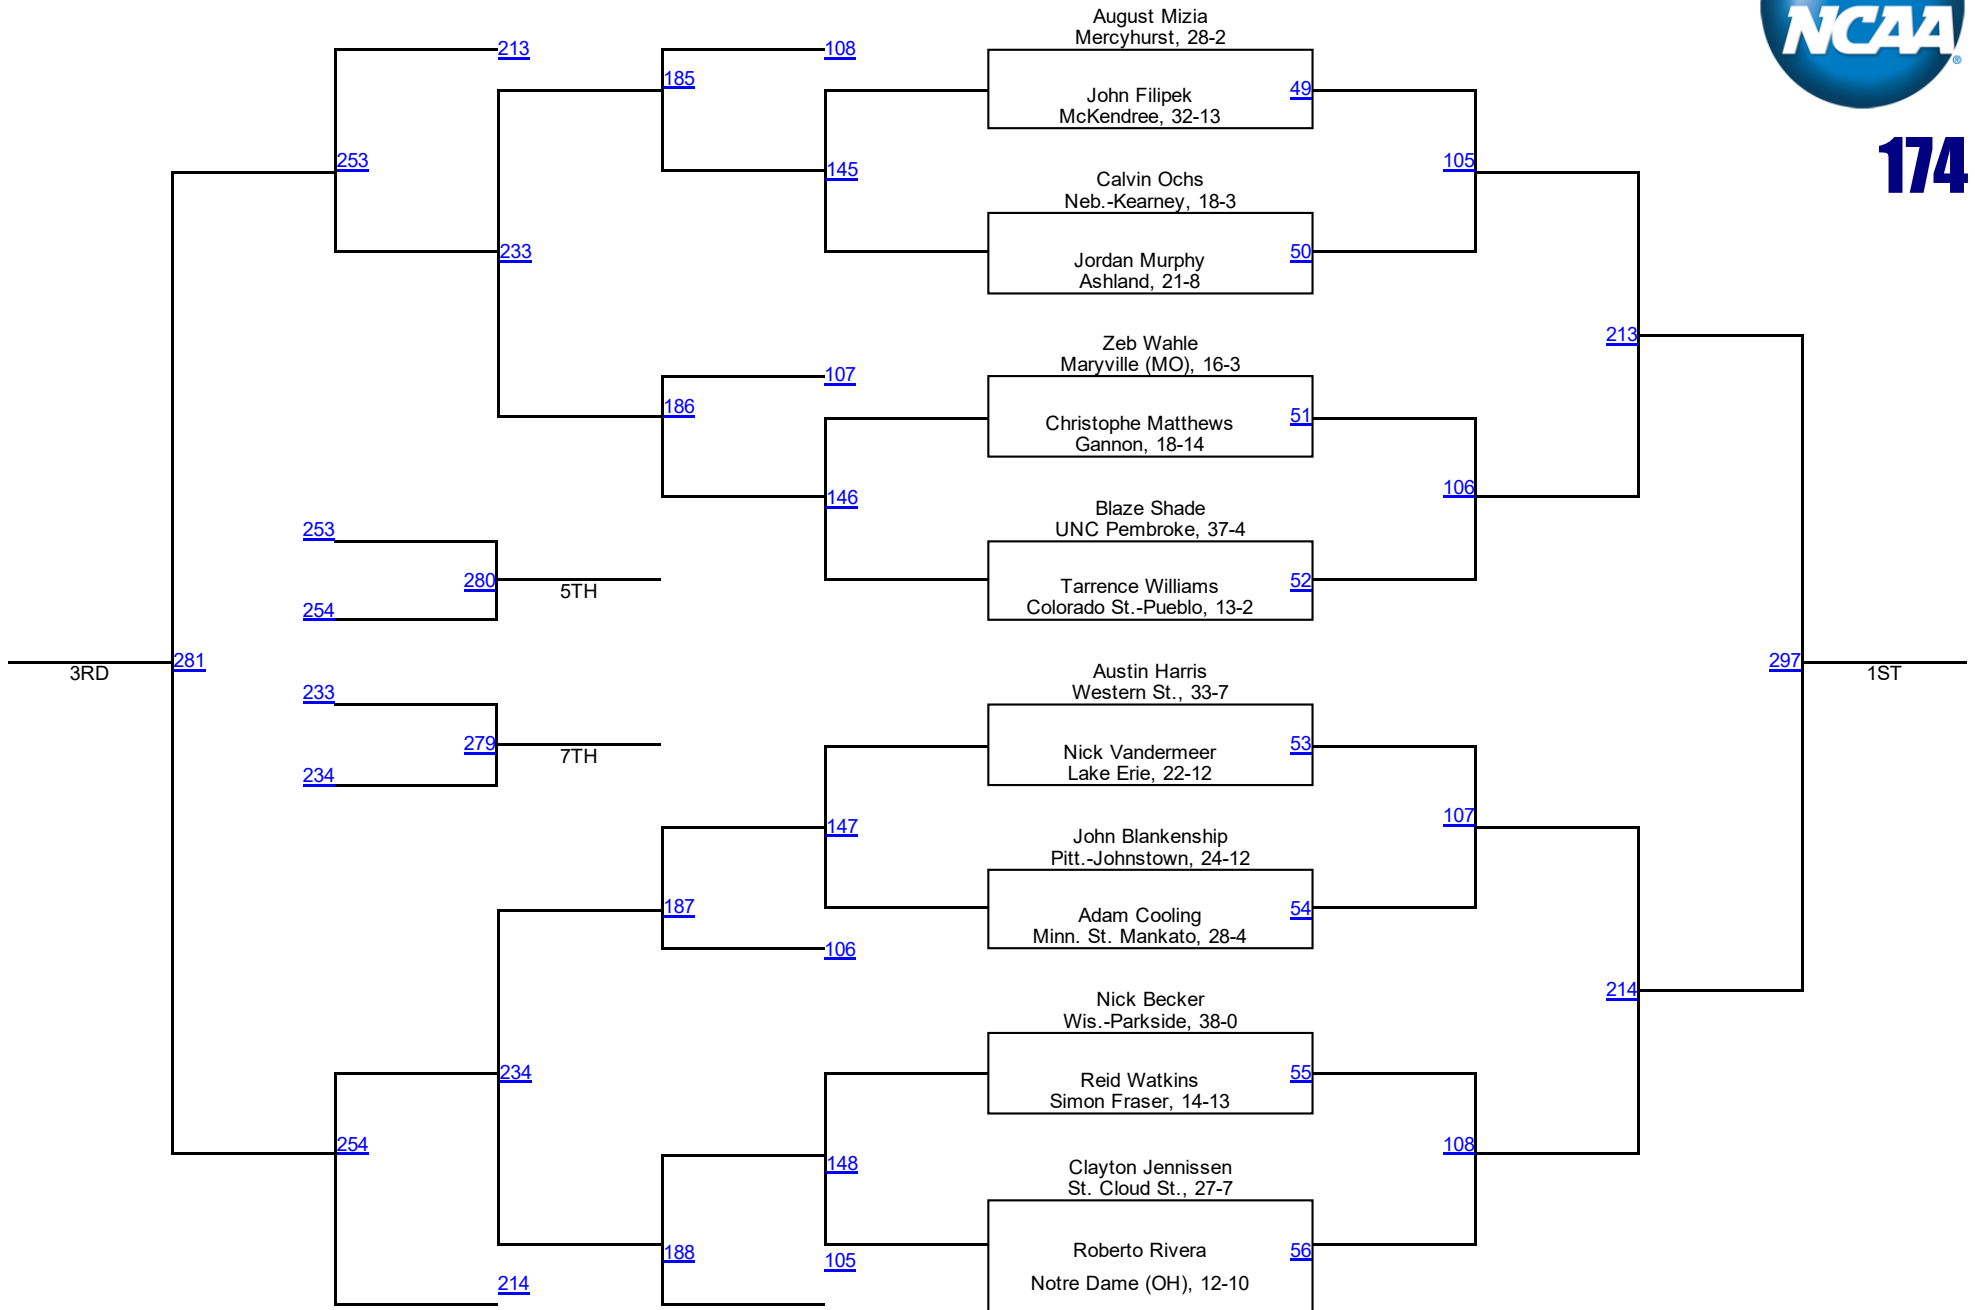 NCAA
®
174
August Mizia
Mercyhurst, 28-2
213
108
185
49
John Filipek
McKendree, 32-13
253
145
105
Calvin Ochs
Neb.-Kearney, 18-3
233
50
Jordan Murphy
Ashland, 21-8
213
Zeb Wahle
Maryville (MO), 16-3
107
186
51
Christophe Matthews
Gannon, 18-14
146
106
Blaze Shade
UNC Pembroke, 37-4
253
280
5TH
52
Tarrence Williams
Colorado St.-Pueblo, 13-2
254
3RD
281
297
1ST
Austin Harris
Western St., 33-7
233
279
7TH
53
Nick Vandermeer
Lake Erie, 22-12
234
147
107
John Blankenship
Pitt.-Johnstown, 24-12
187
54
Adam Cooling
Minn. St. Mankato, 28-4
106
214
Nick Becker
Wis.-Parkside, 38-0
234
55
Reid Watkins
Simon Fraser, 14-13
254
148
108
Clayton Jennissen
St. Cloud St., 27-7
188
105
56
Roberto Rivera
Notre Dame (OH), 12-10
214